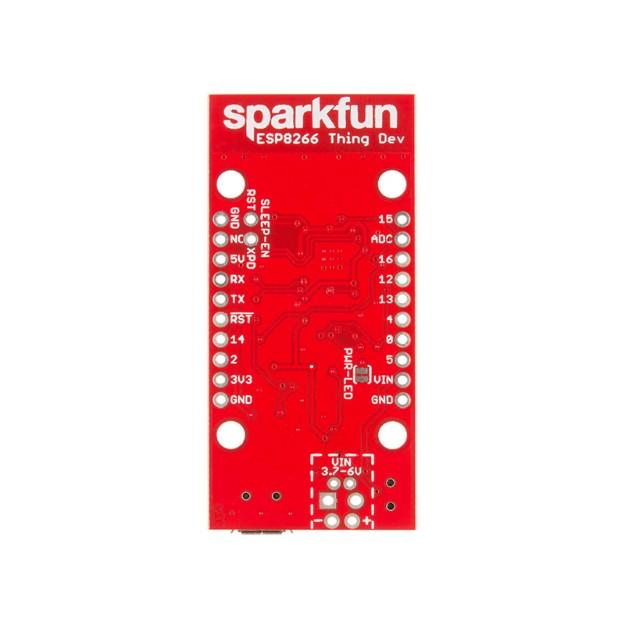 sparkfun
ESP8266 Thing Dev
RST
SLEEP-EN
XPD
GND
NC
5V
RX
TX
RST
14
2
3V3
GND
15
ADC
16
12
13
4
0
5
VIN
GND
PWR-LED
VIN
3.7-6V
- +